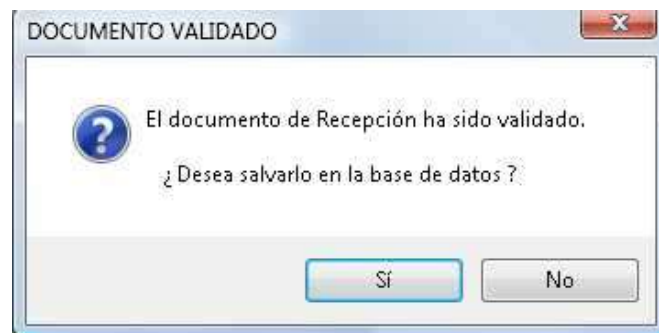 DOCUMENTO VALIDADO
El documento de Recepción ha sido validado.
¿ Desea salvarlo en la base de datos ?
Sí
No